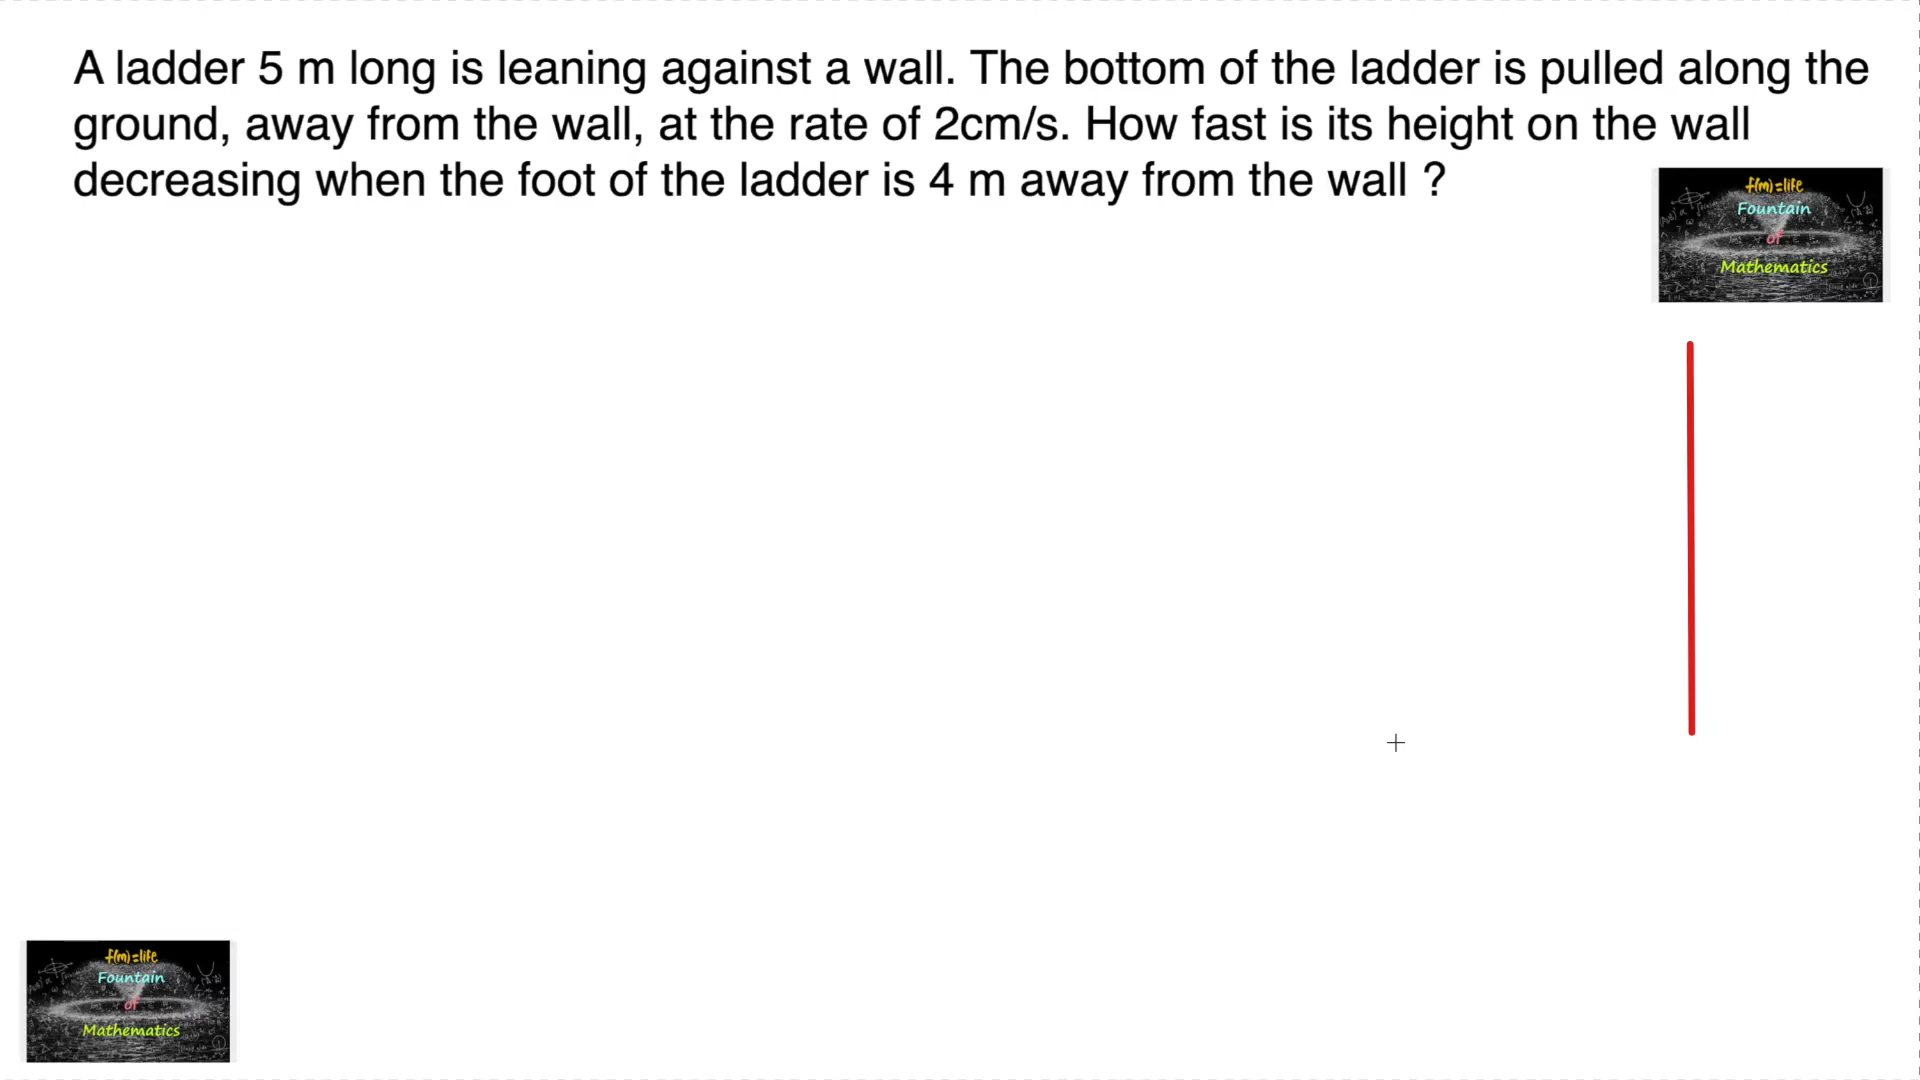 A ladder 5 m long is leaning against a wall. The bottom of the ladder is pulled along the
ground, away from the wall, at the rate of 2cm/s. How fast is its height on the wall
decreasing when the foot of the ladder is 4 m away from the wall ?
f(m)=life
Fountain
of
Mathematics
f(m)=life
Fountain
of
Mathematics